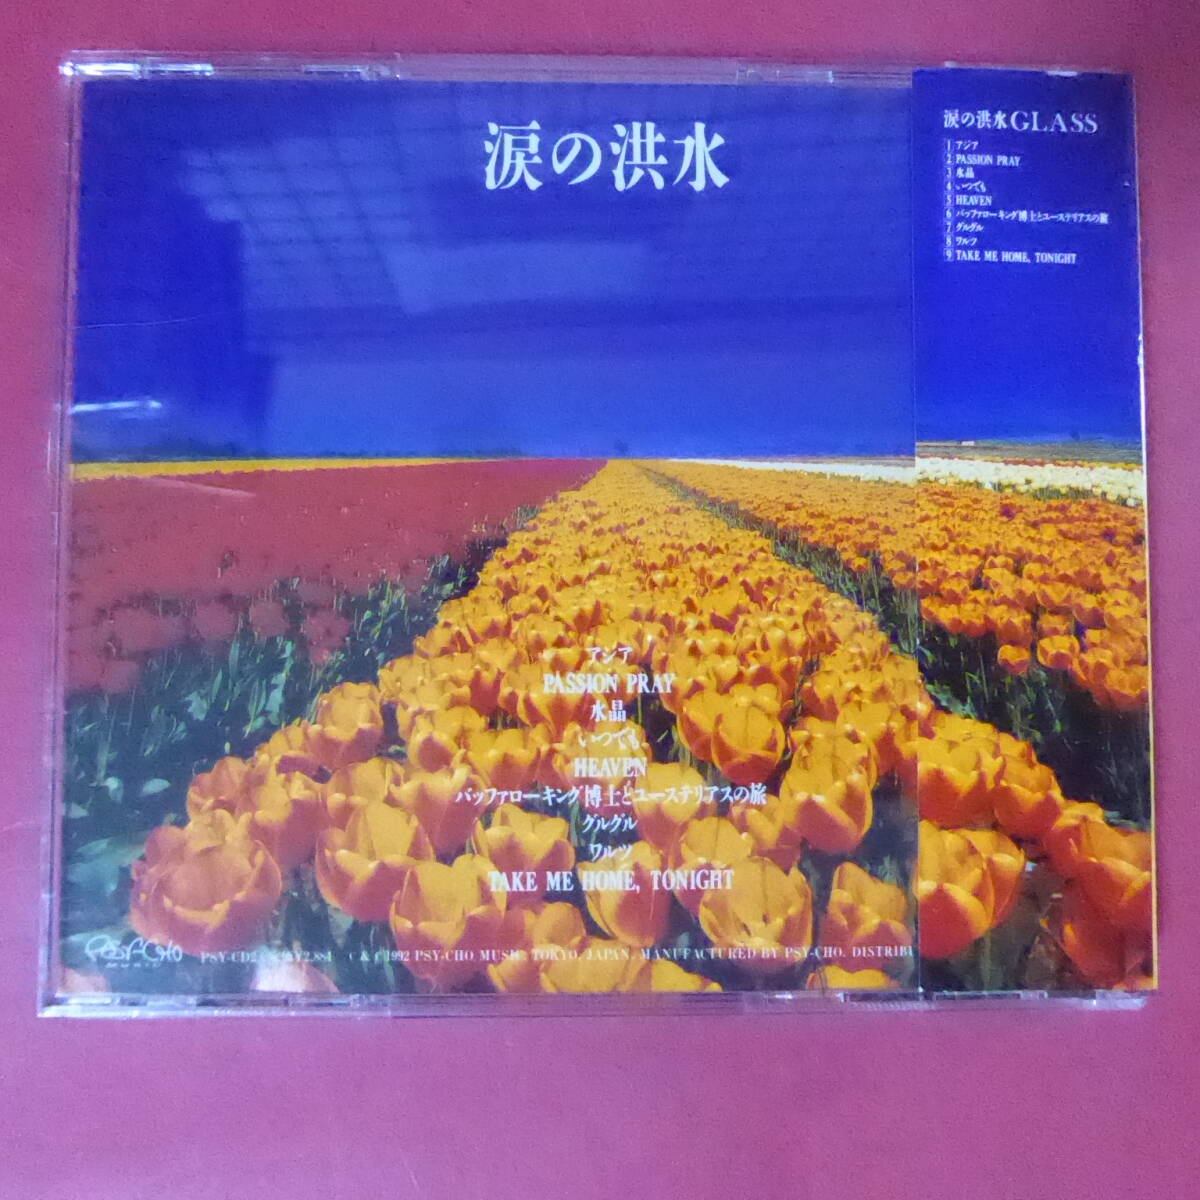 涙の洪水
アジア
PASSION PRAY
水晶
いつでも
HEAVEN
バッファローキング博士とユーステリアスの旅
グルグル
ワルツ
TAKE ME HOME, TONIGHT
PSY-CHO
MUSIC
PSY-CD2 ¥2,884 1992 PSY-CHO MUSIC, TOKYO, JAPAN. MANUFACTURED BY PSY-CHO. DISTRIBU
涙の洪水GLASS
1 アジア
2 PASSION PRAY
3 水晶
4 いつでも
5 HEAVEN
6 バッファローキング博士とユーステリアスの旅
7 グルグル
8 ワルツ
9 TAKE ME HOME, TONIGHT